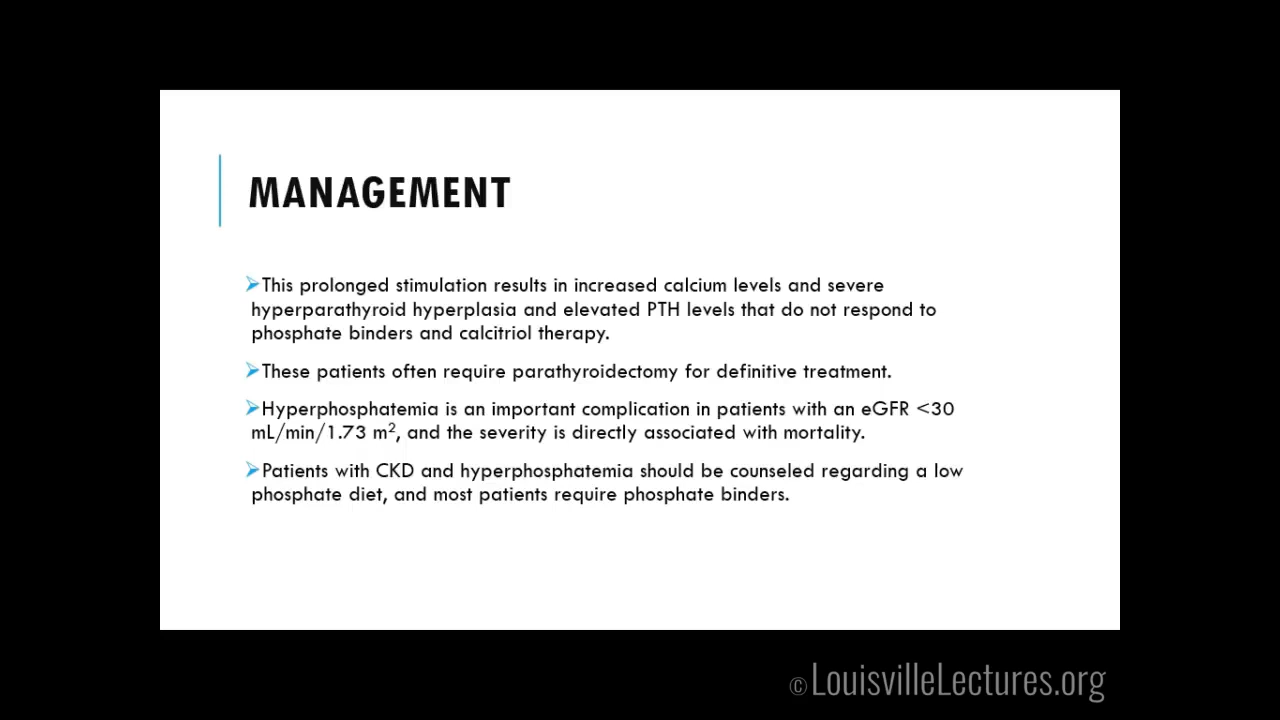 MANAGEMENT
➢This prolonged stimulation results in increased calcium levels and severe
hyperparathyroid hyperplasia and elevated PTH levels that do not respond to
phosphate binders and calcitriol therapy.
➢These patients often require parathyroidectomy for definitive treatment.
➢Hyperphosphatemia is an important complication in patients with an eGFR <30
mL/min/1.73 m², and the severity is directly associated with mortality.
➢Patients with CKD and hyperphosphatemia should be counseled regarding a low
phosphate diet, and most patients require phosphate binders.
© LouisvilleLectures.org